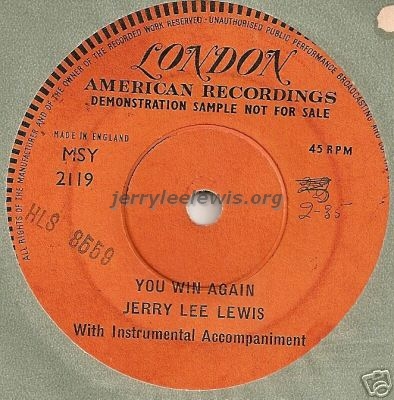 ALL RIGHTS OF THE MANUFACTURER AND OF THE OWNER OF THE RECORDED WORK RESERVED · UNAUTHORISED PUBLIC PERFORMANCE BROADCASTING AND
LONDON
AMERICAN RECORDINGS
DEMONSTRATION SAMPLE NOT FOR SALE
MADE IN ENGLAND
MSY
2119
45 RPM
jerryleelewis.org
HLS 8559
2-35
YOU WIN AGAIN
JERRY LEE LEWIS
With Instrumental Accompaniment